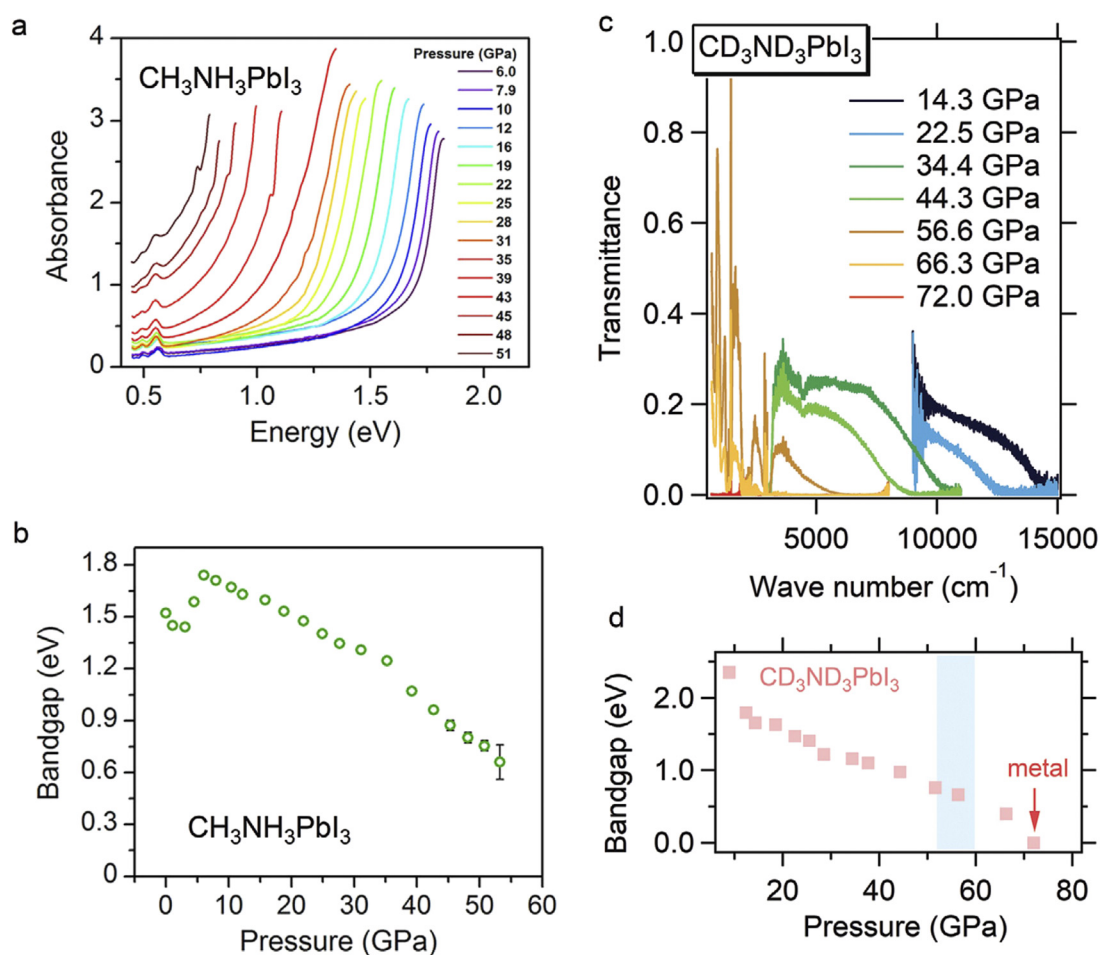 a
CH₃NH₃PbI₃
Pressure (GPa)
6.0
7.9
10
12
16
19
22
25
28
31
35
39
43
45
48
51
Absorbance
4
3
2
1
0
0.5 1.0 1.5 2.0
Energy (eV)
b
Bandgap (eV)
1.8
1.5
1.2
0.9
0.6
0.3
0
CH₃NH₃PbI₃
0 10 20 30 40 50 60
Pressure (GPa)
c
CD₃ND₃PbI₃
14.3 GPa
22.5 GPa
34.4 GPa
44.3 GPa
56.6 GPa
66.3 GPa
72.0 GPa
Transmittance
1.0
0.8
0.6
0.4
0.2
0.0
5000 10000 15000
Wave number (cm⁻¹)
d
CD₃ND₃PbI₃
Bandgap (eV)
2.0
1.0
0.0
metal
20 40 60 80
Pressure (GPa)